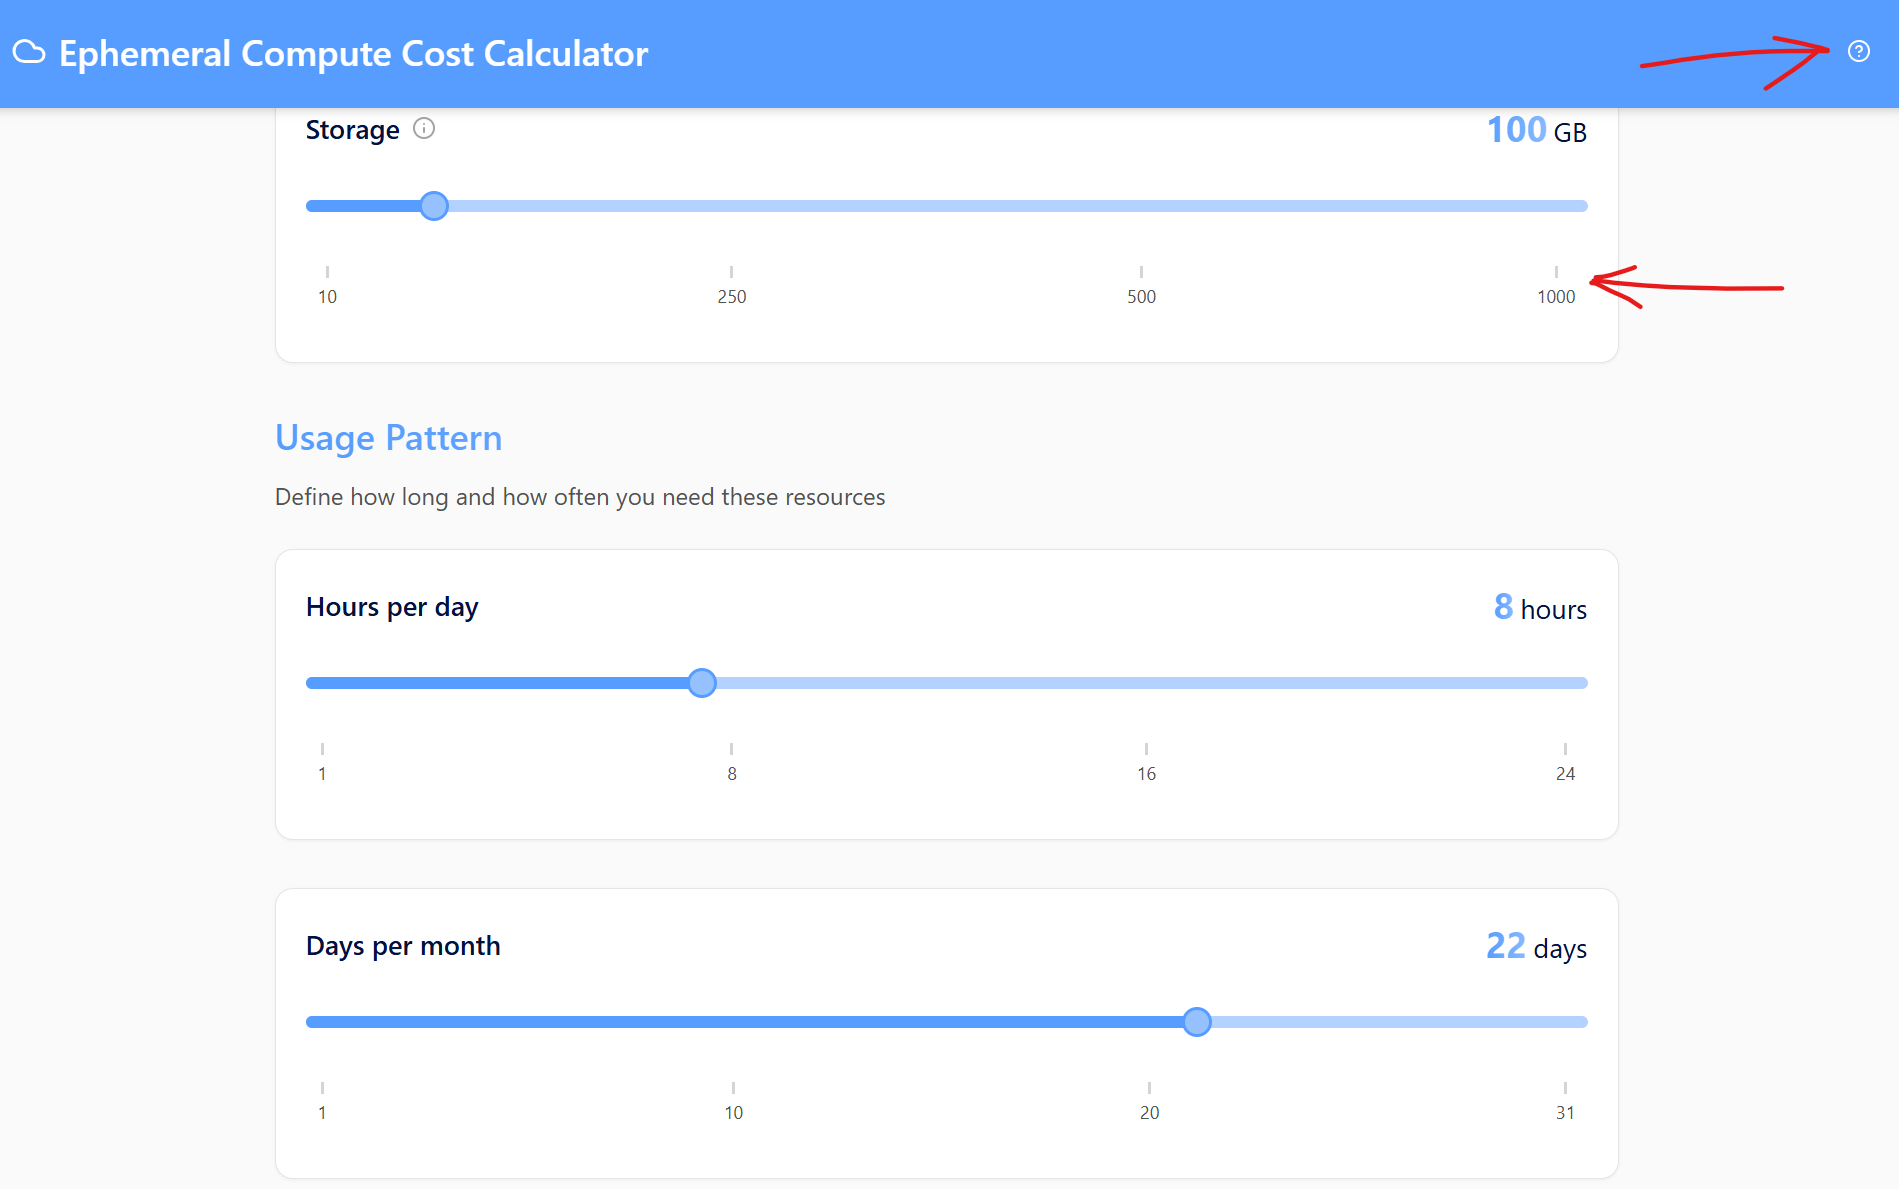 Ephemeral Compute Cost Calculator
Storage
100 GB
10 250 500 1000
Usage Pattern
Define how long and how often you need these resources
Hours per day
8 hours
1 8 16 24
Days per month
22 days
1 10 20 31